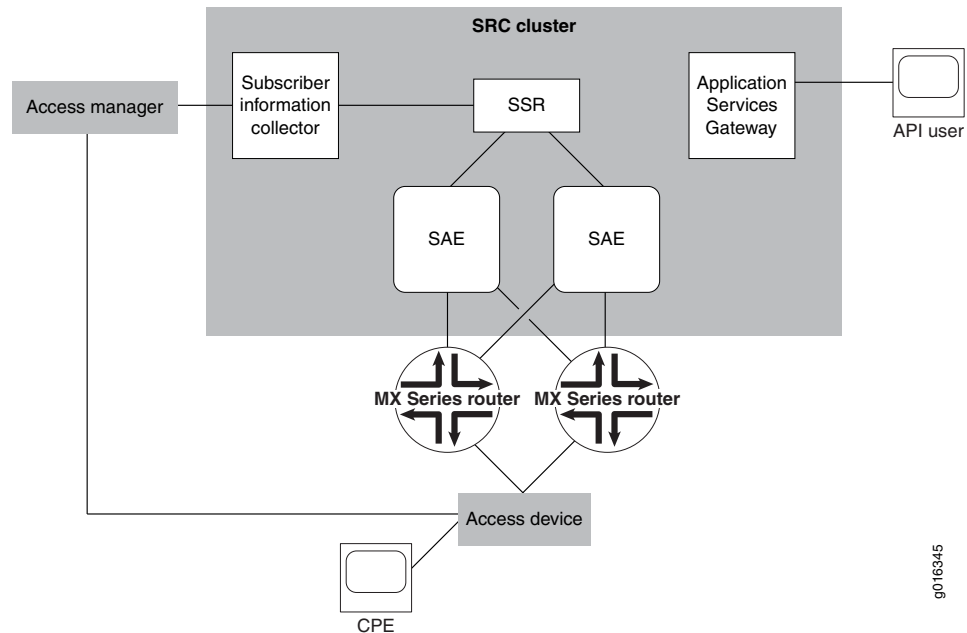 SRC cluster
Access manager
Subscriber
information
collector
SSR
Application
Services
Gateway
API user
SAE
SAE
MX Series router
MX Series router
Access device
CPE
g016345